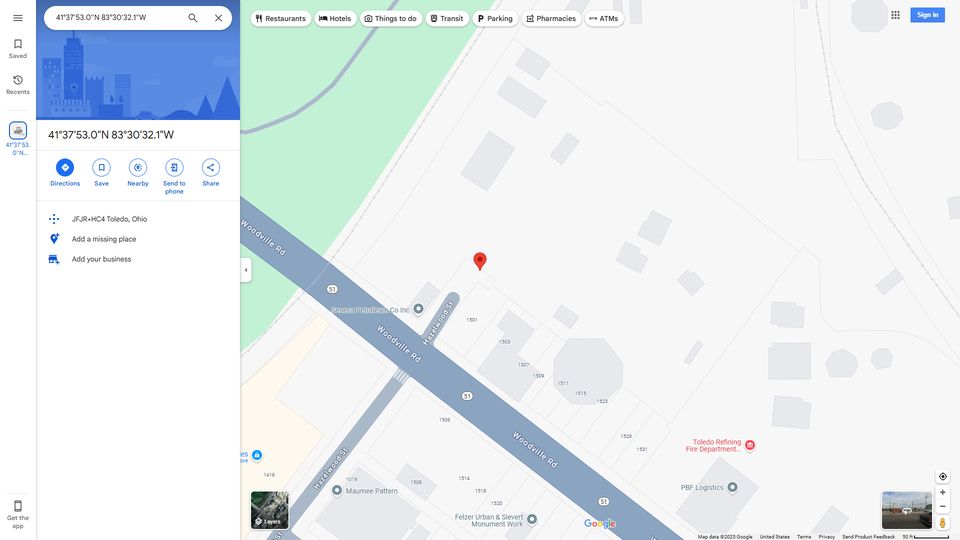 41°37'53.0"N 83°30'32.1"W
Restaurants
Hotels
Things to do
Transit
Parking
Pharmacies
ATMs
Sign in
Saved
Recents
41°37'53.
0"N...
41°37'53.0"N 83°30'32.1"W
Directions
Save
Nearby
Send to
phone
Share
JFJR+HC4 Toledo, Ohio
Add a missing place
Add your business
Get the
app
Woodville Rd
51
Seneca Petroleum Co Inc
Hazelwood St
Woodville Rd
1501
1503
1507
1509
1511
1515
1523
51
1506
1529
1531
Woodville Rd
Toledo Refining
Fire Department...
Hazelwood St
1418
1019
Maumee Pattern
1508
1514
1518
1520
PBF Logistics
51
Felzer Urban & Sievert
Monument Work
Layers
Google
Map data ©2025 Google
United States
Terms
Privacy
Send Product Feedback
50 ft